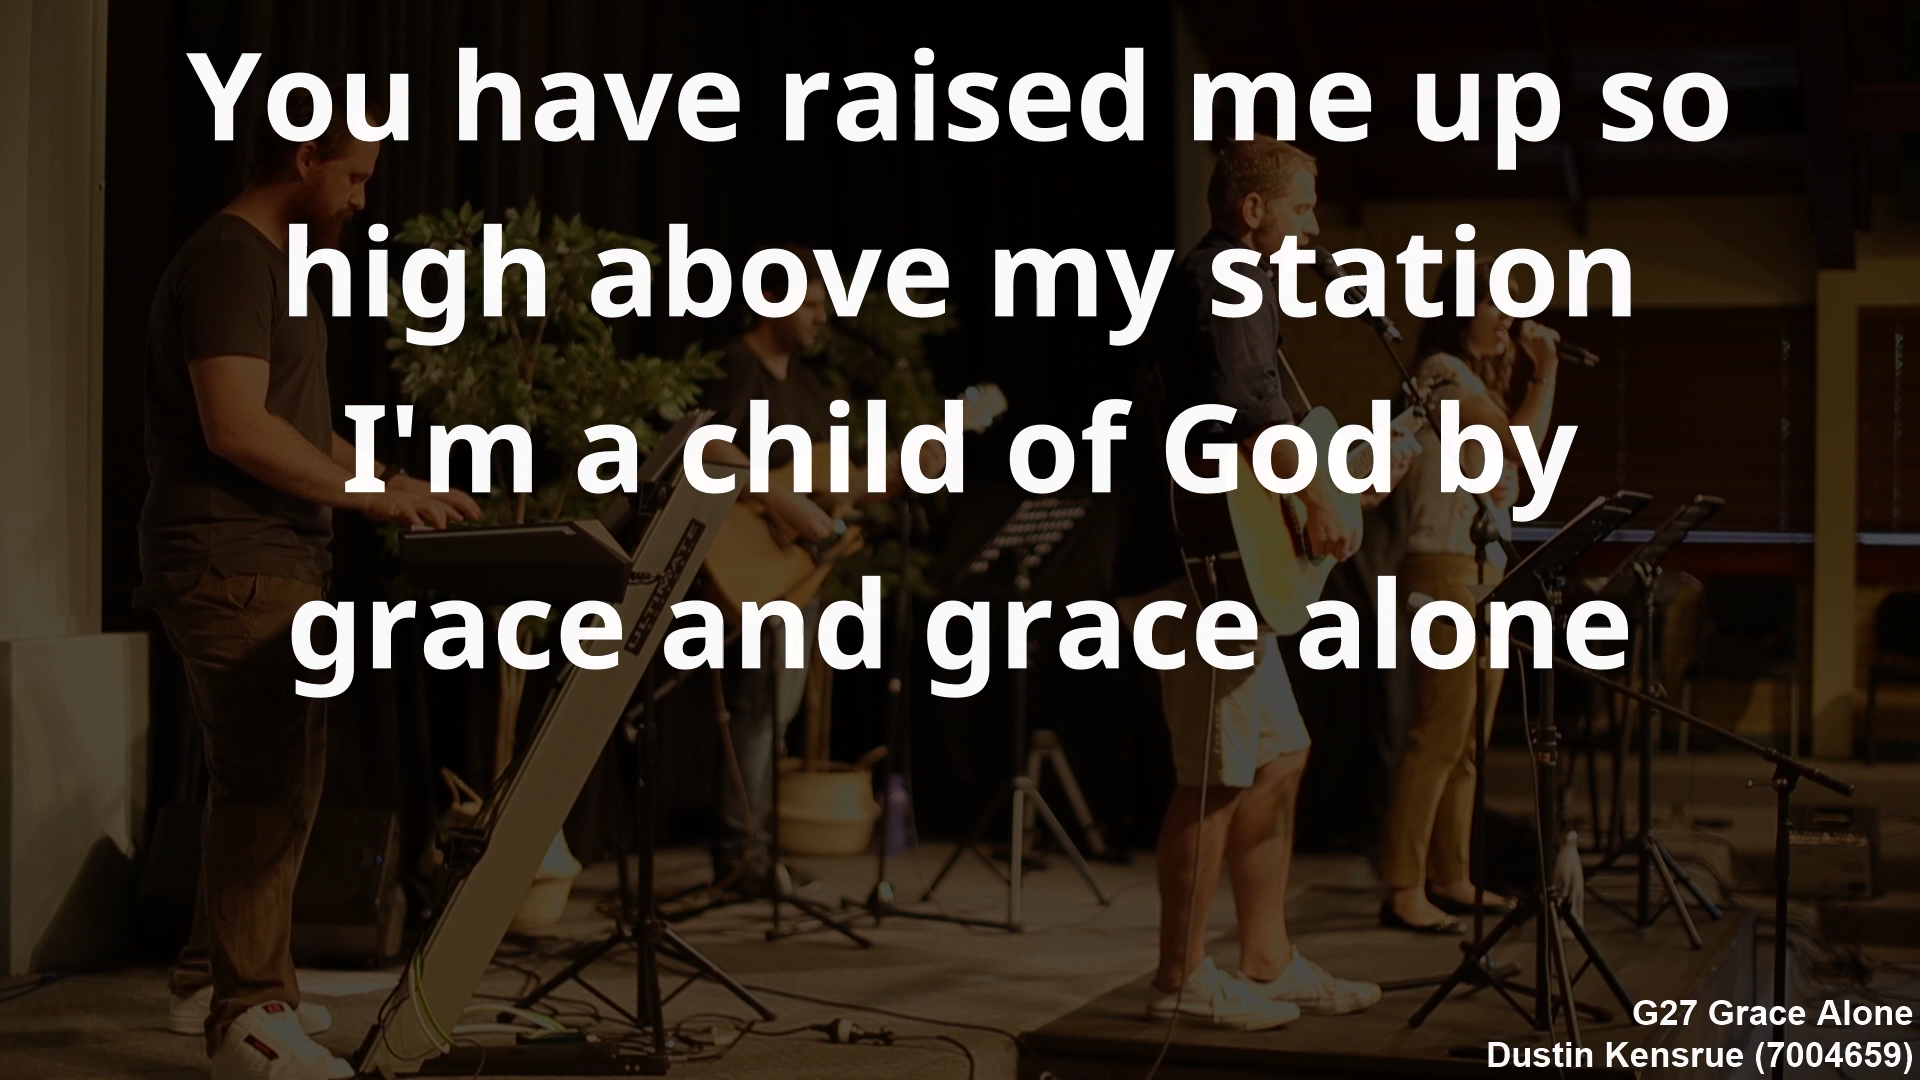 You have raised me up so
high above my station
I'm a child of God by
grace and grace alone
ULTIMATE
G27 Grace Alone
Dustin Kensrue (7004659)